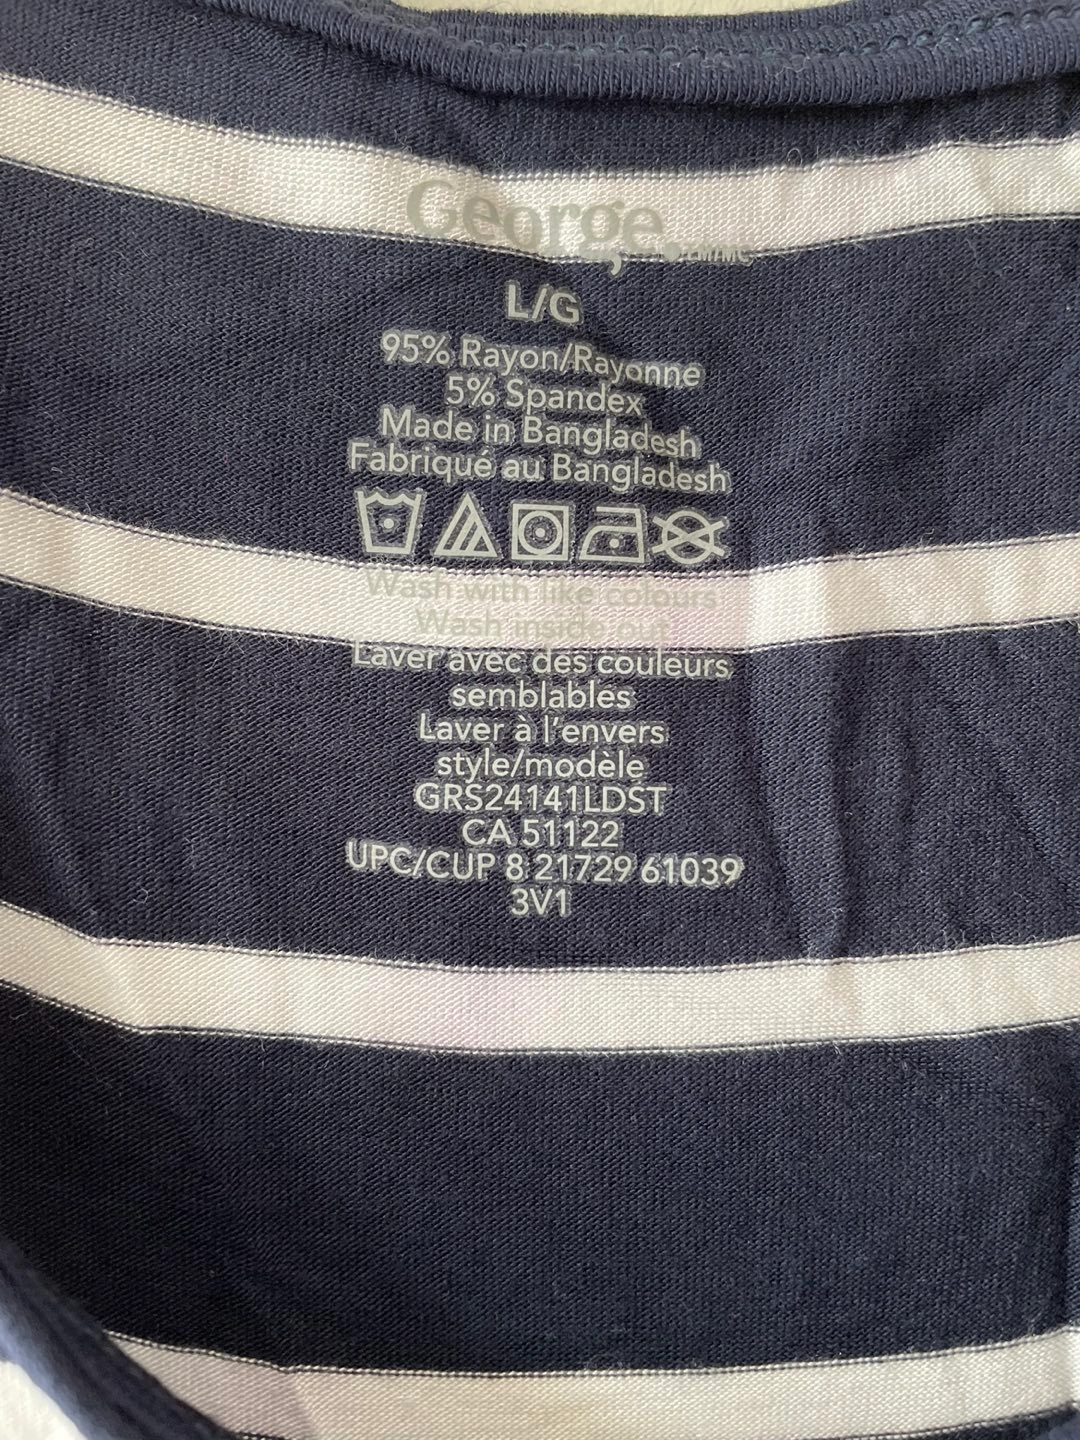 George.
L/G
95% Rayon/Rayonne
5% Spandex
Made in Bangladesh
Fabriqué au Bangladesh
Wash with like colours
Wash inside out
Laver avec des couleurs
semblables
Laver à l'envers
style/modèle
GRS24141LDST
CA 51122
UPC/CUP 8 21729 61039
3V1